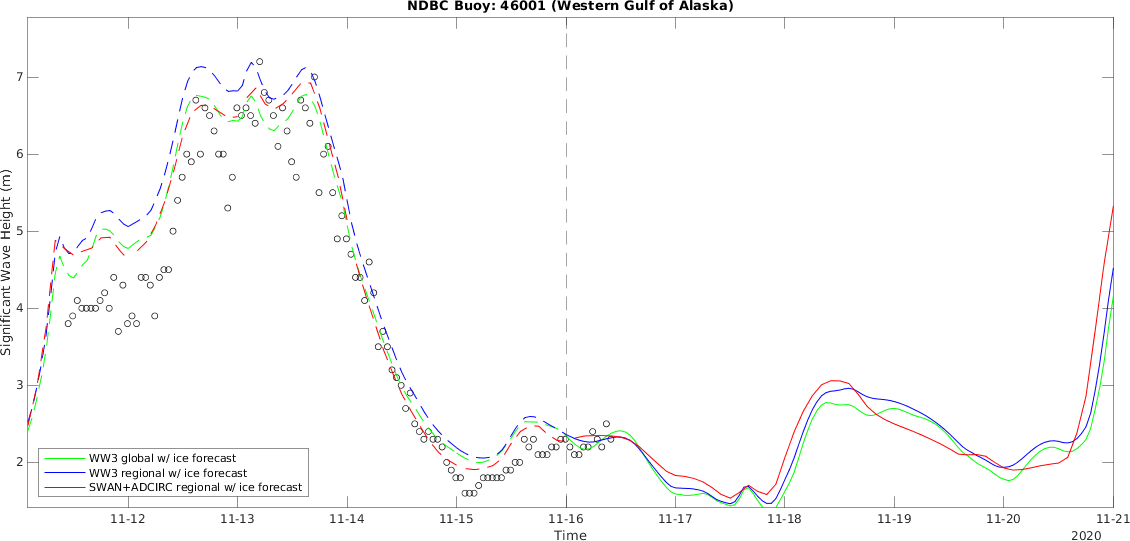 NDBC Buoy: 46001 (Western Gulf of Alaska)
7
6
5
4
3
2
Significant Wave Height (m)
WW3 global w/ ice forecast
WW3 regional w/ ice forecast
SWAN+ADCIRC regional w/ ice forecast
11-12 11-13 11-14 11-15 11-16 11-17 11-18 11-19 11-20 11-21
Time
2020